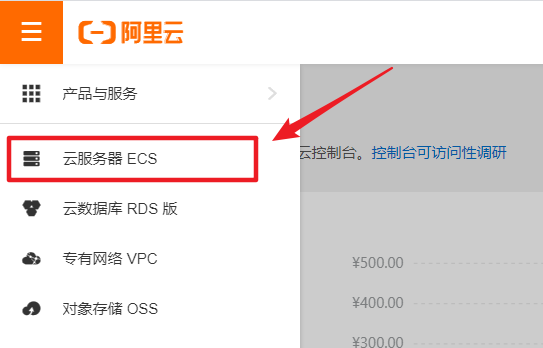 阿里云
产品与服务
云服务器 ECS
云控制台。控制台可访问性调研
云数据库 RDS 版
专有网络 VPC
对象存储 OSS
¥500.00
¥400.00
¥300.00